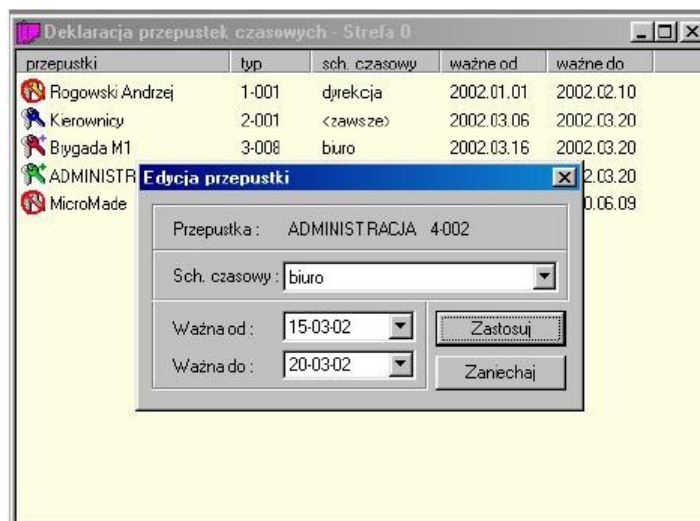 Deklaracja przepustek czasowych - Strefa 0
przepustki typ sch. czasowy ważne od ważne do
Rogowski Andrzej 1-001 dyrekcja 2002.01.01 2002.02.10
Kierownicy 2-001 <zawsze> 2002.03.06 2002.03.20
Brygada M1 3-008 biuro 2002.03.16 2002.03.20
ADMINISTR 2.03.20
MicroMade 0.06.09
Edycja przepustki
Przepustka : ADMINISTRACJA 4-002
Sch. czasowy : biuro
Ważna od : 15-03-02 Zastosuj
Ważna do : 20-03-02 Zaniechaj